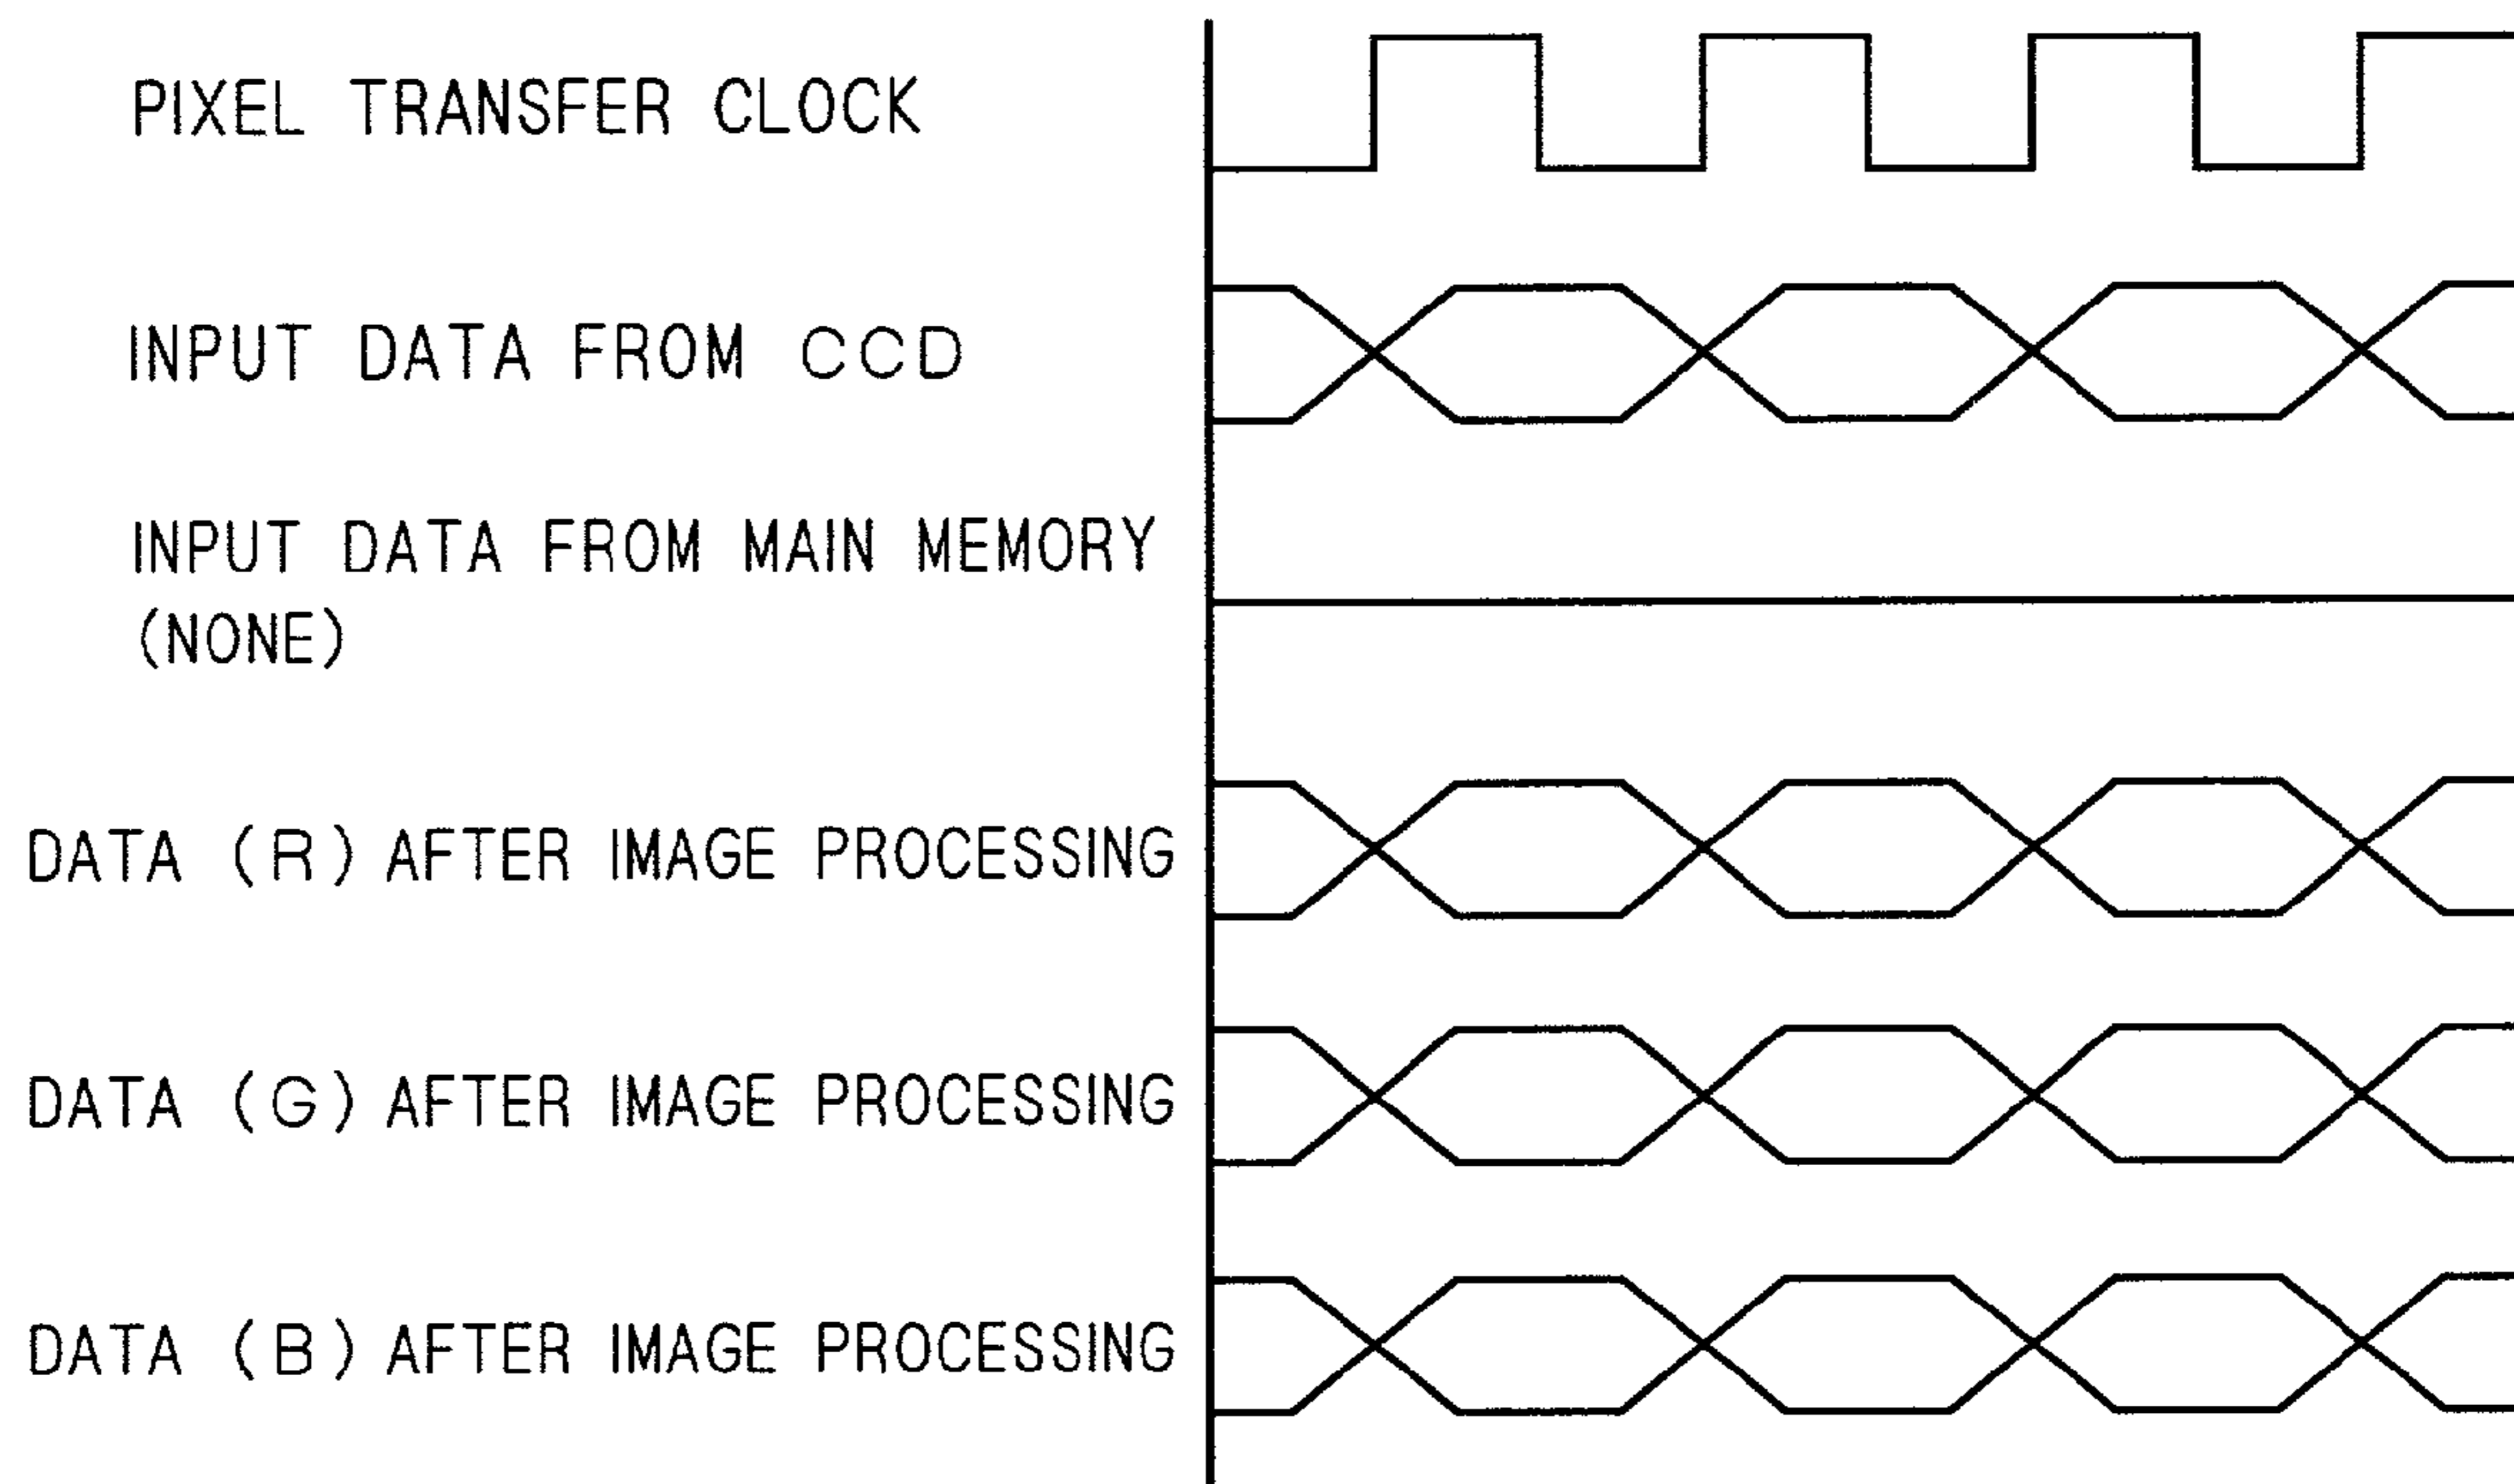 PIXEL TRANSFER CLOCK
INPUT DATA FROM CCD
INPUT DATA FROM MAIN MEMORY
(NONE)
DATA (R) AFTER IMAGE PROCESSING
DATA (G) AFTER IMAGE PROCESSING
DATA (B) AFTER IMAGE PROCESSING